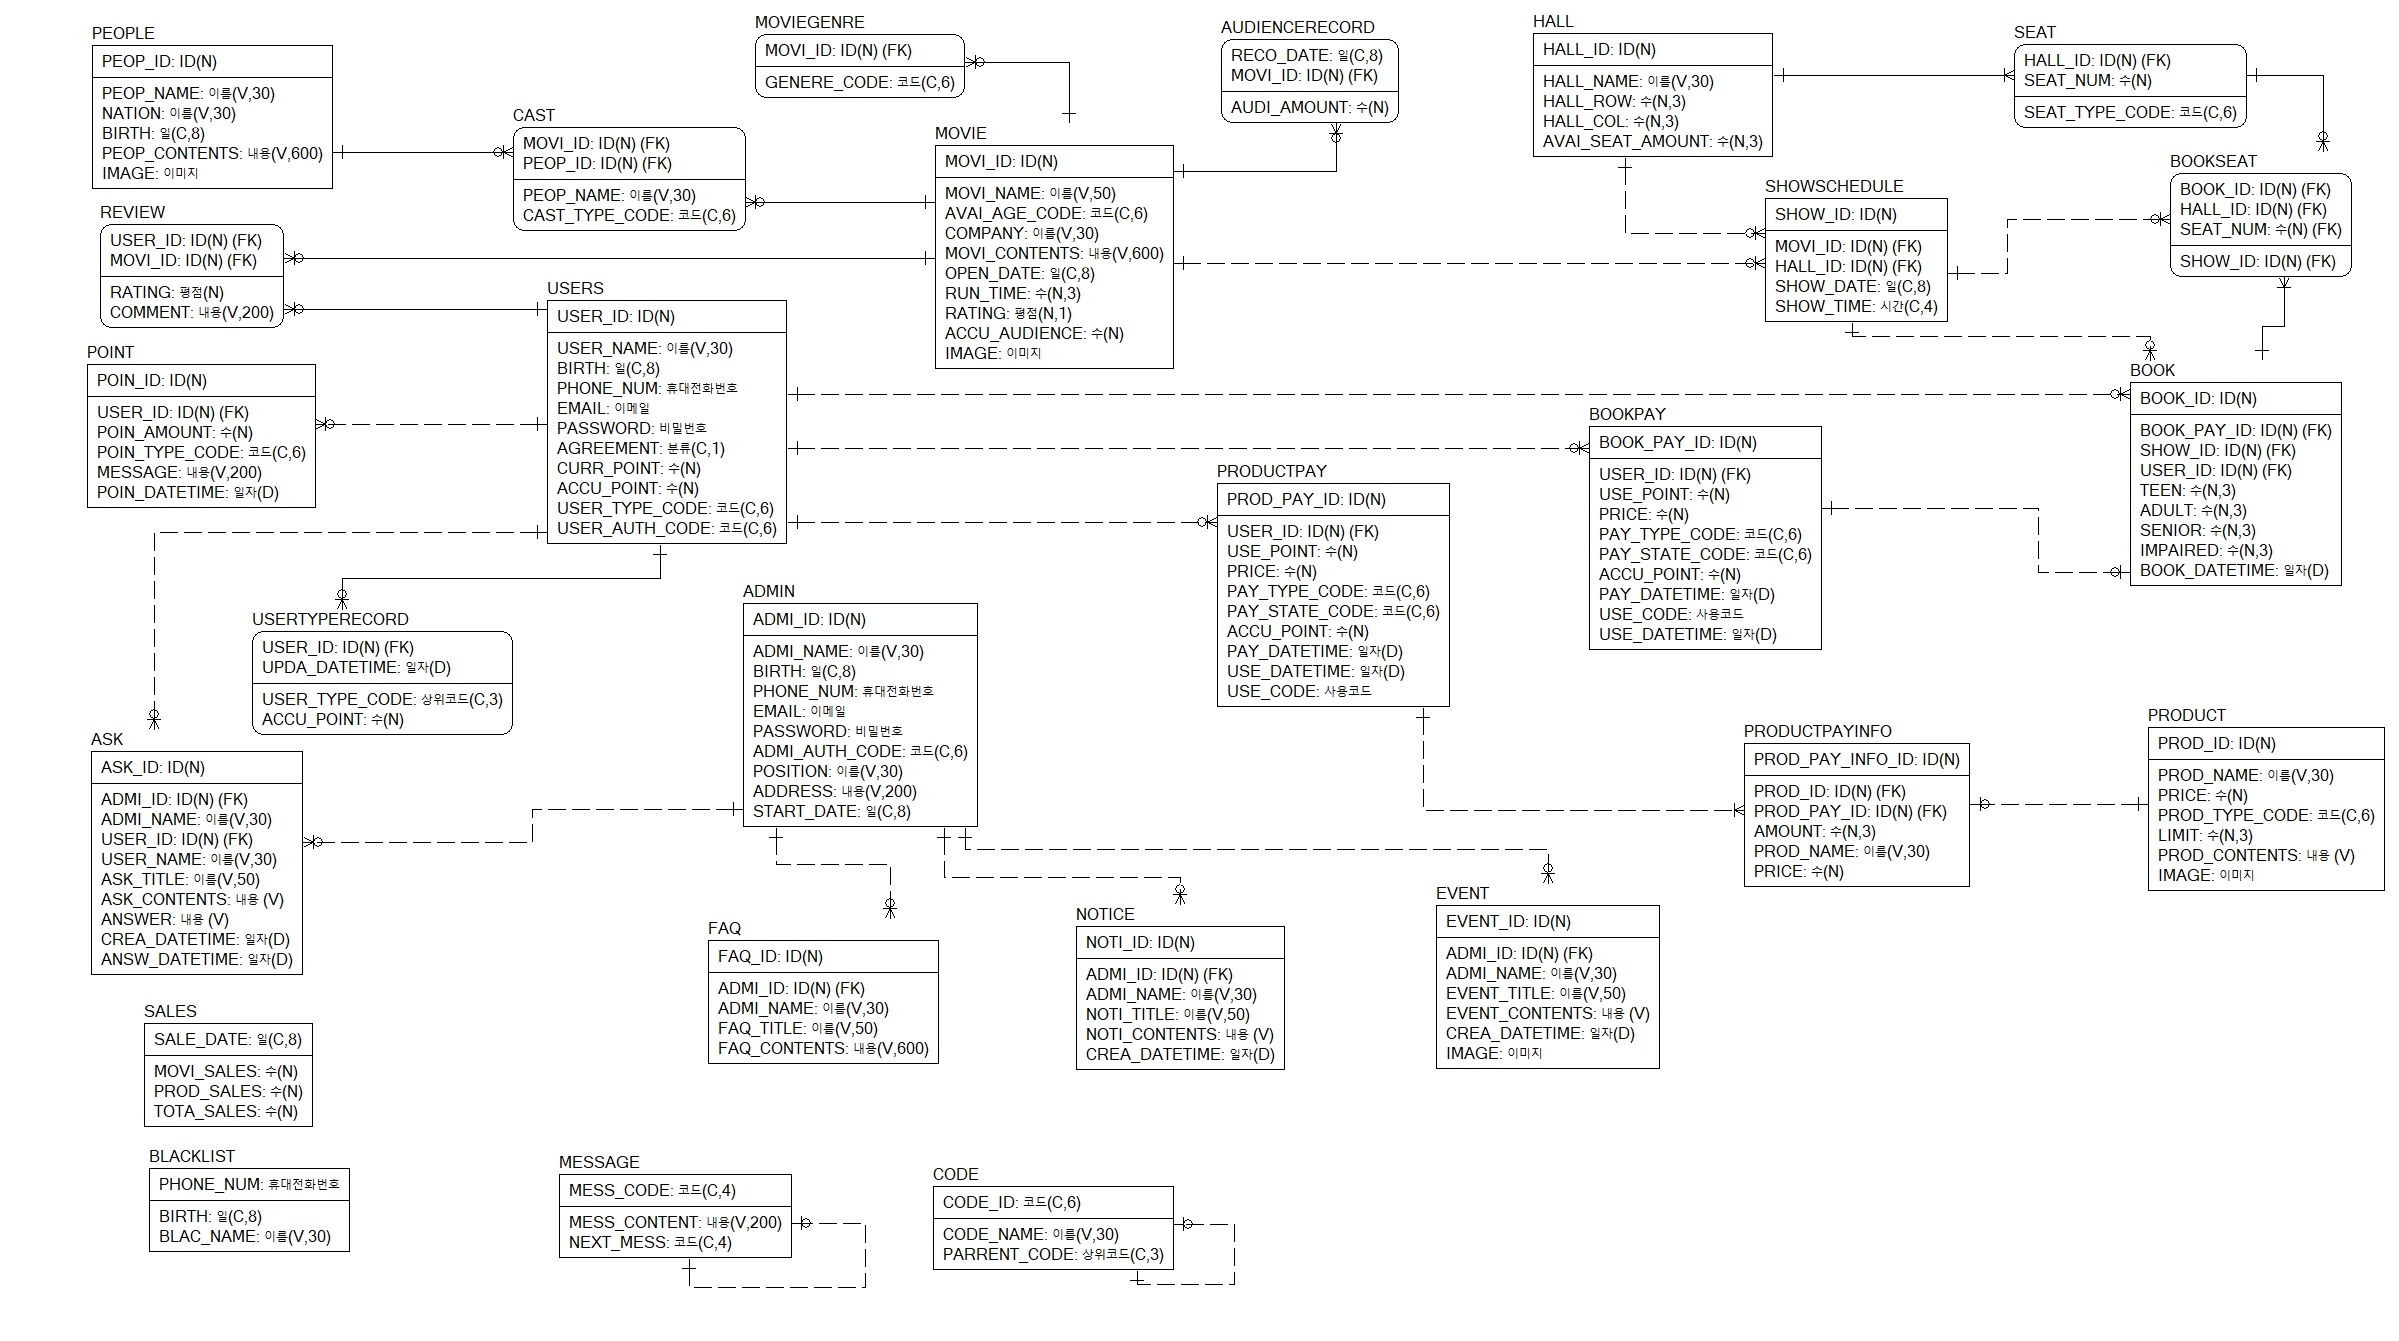 PEOPLE
PEOP_ID: ID(N)
PEOP_NAME: 이름(V,30)
NATION: 이름(V,30)
BIRTH: 일(C,8)
PEOP_CONTENTS: 내용(V,600)
IMAGE: 이미지
CAST
MOVI_ID: ID(N) (FK)
PEOP_ID: ID(N) (FK)
PEOP_NAME: 이름(V,30)
CAST_TYPE_CODE: 코드(C,6)
MOVIEGENRE
MOVI_ID: ID(N) (FK)
GENERE_CODE: 코드(C,6)
MOVIE
MOVI_ID: ID(N)
MOVI_NAME: 이름(V,50)
AVAI_AGE_CODE: 코드(C,6)
COMPANY: 이름(V,30)
MOVI_CONTENTS: 내용(V,600)
OPEN_DATE: 일(C,8)
RUN_TIME: 수(N,3)
RATING: 평점(N,1)
ACCU_AUDIENCE: 수(N)
IMAGE: 이미지
AUDIENCERECORD
RECO_DATE: 일(C,8)
MOVI_ID: ID(N) (FK)
AUDI_AMOUNT: 수(N)
HALL
HALL_ID: ID(N)
HALL_NAME: 이름(V,30)
HALL_ROW: 수(N,3)
HALL_COL: 수(N,3)
AVAI_SEAT_AMOUNT: 수(N,3)
SEAT
HALL_ID: ID(N) (FK)
SEAT_NUM: 수(N)
SEAT_TYPE_CODE: 코드(C,6)
SHOWSCHEDULE
SHOW_ID: ID(N)
MOVI_ID: ID(N) (FK)
HALL_ID: ID(N) (FK)
SHOW_DATE: 일(C,8)
SHOW_TIME: 시간(C,4)
BOOKSEAT
BOOK_ID: ID(N) (FK)
HALL_ID: ID(N) (FK)
SEAT_NUM: 수(N) (FK)
SHOW_ID: ID(N) (FK)
REVIEW
USER_ID: ID(N) (FK)
MOVI_ID: ID(N) (FK)
RATING: 평점(N)
COMMENT: 내용(V,200)
POINT
POIN_ID: ID(N)
USER_ID: ID(N) (FK)
POIN_AMOUNT: 수(N)
POIN_TYPE_CODE: 코드(C,6)
MESSAGE: 내용(V,200)
POIN_DATETIME: 일자(D)
USERS
USER_ID: ID(N)
USER_NAME: 이름(V,30)
BIRTH: 일(C,8)
PHONE_NUM: 휴대전화번호
EMAIL: 이메일
PASSWORD: 비밀번호
AGREEMENT: 분류(C,1)
CURR_POINT: 수(N)
ACCU_POINT: 수(N)
USER_TYPE_CODE: 코드(C,6)
USER_AUTH_CODE: 코드(C,6)
BOOK
BOOK_ID: ID(N)
BOOK_PAY_ID: ID(N) (FK)
SHOW_ID: ID(N) (FK)
USER_ID: ID(N) (FK)
TEEN: 수(N,3)
ADULT: 수(N,3)
SENIOR: 수(N,3)
IMPAIRED: 수(N,3)
BOOK_DATETIME: 일자(D)
BOOKPAY
BOOK_PAY_ID: ID(N)
USER_ID: ID(N) (FK)
USE_POINT: 수(N)
PRICE: 수(N)
PAY_TYPE_CODE: 코드(C,6)
PAY_STATE_CODE: 코드(C,6)
ACCU_POINT: 수(N)
PAY_DATETIME: 일자(D)
USE_CODE: 사용코드
USE_DATETIME: 일자(D)
PRODUCTPAY
PROD_PAY_ID: ID(N)
USER_ID: ID(N) (FK)
USE_POINT: 수(N)
PRICE: 수(N)
PAY_TYPE_CODE: 코드(C,6)
PAY_STATE_CODE: 코드(C,6)
ACCU_POINT: 수(N)
PAY_DATETIME: 일자(D)
USE_DATETIME: 일자(D)
USE_CODE: 사용코드
USERTYPERECORD
USER_ID: ID(N) (FK)
UPDA_DATETIME: 일자(D)
USER_TYPE_CODE: 상위코드(C,3)
ACCU_POINT: 수(N)
ADMIN
ADMI_ID: ID(N)
ADMI_NAME: 이름(V,30)
BIRTH: 일(C,8)
PHONE_NUM: 휴대전화번호
EMAIL: 이메일
PASSWORD: 비밀번호
ADMI_AUTH_CODE: 코드(C,6)
POSITION: 이름(V,30)
ADDRESS: 내용(V,200)
START_DATE: 일(C,8)
ASK
ASK_ID: ID(N)
ADMI_ID: ID(N) (FK)
ADMI_NAME: 이름(V,30)
USER_ID: ID(N) (FK)
USER_NAME: 이름(V,30)
ASK_TITLE: 이름(V,50)
ASK_CONTENTS: 내용 (V)
ANSWER: 내용 (V)
CREA_DATETIME: 일자(D)
ANSW_DATETIME: 일자(D)
PRODUCTPAYINFO
PROD_PAY_INFO_ID: ID(N)
PROD_ID: ID(N) (FK)
PROD_PAY_ID: ID(N) (FK)
AMOUNT: 수(N,3)
PROD_NAME: 이름(V,30)
PRICE: 수(N)
PRODUCT
PROD_ID: ID(N)
PROD_NAME: 이름(V,30)
PRICE: 수(N)
PROD_TYPE_CODE: 코드(C,6)
LIMIT: 수(N,3)
PROD_CONTENTS: 내용 (V)
IMAGE: 이미지
FAQ
FAQ_ID: ID(N)
ADMI_ID: ID(N) (FK)
ADMI_NAME: 이름(V,30)
FAQ_TITLE: 이름(V,50)
FAQ_CONTENTS: 내용(V,600)
NOTICE
NOTI_ID: ID(N)
ADMI_ID: ID(N) (FK)
ADMI_NAME: 이름(V,30)
NOTI_TITLE: 이름(V,50)
NOTI_CONTENTS: 내용 (V)
CREA_DATETIME: 일자(D)
EVENT
EVENT_ID: ID(N)
ADMI_ID: ID(N) (FK)
ADMI_NAME: 이름(V,30)
EVENT_TITLE: 이름(V,50)
EVENT_CONTENTS: 내용 (V)
CREA_DATETIME: 일자(D)
IMAGE: 이미지
SALES
SALE_DATE: 일(C,8)
MOVI_SALES: 수(N)
PROD_SALES: 수(N)
TOTA_SALES: 수(N)
BLACKLIST
PHONE_NUM: 휴대전화번호
BIRTH: 일(C,8)
BLAC_NAME: 이름(V,30)
MESSAGE
MESS_CODE: 코드(C,4)
MESS_CONTENT: 내용(V,200)
NEXT_MESS: 코드(C,4)
CODE
CODE_ID: 코드(C,6)
CODE_NAME: 이름(V,30)
PARRENT_CODE: 상위코드(C,3)